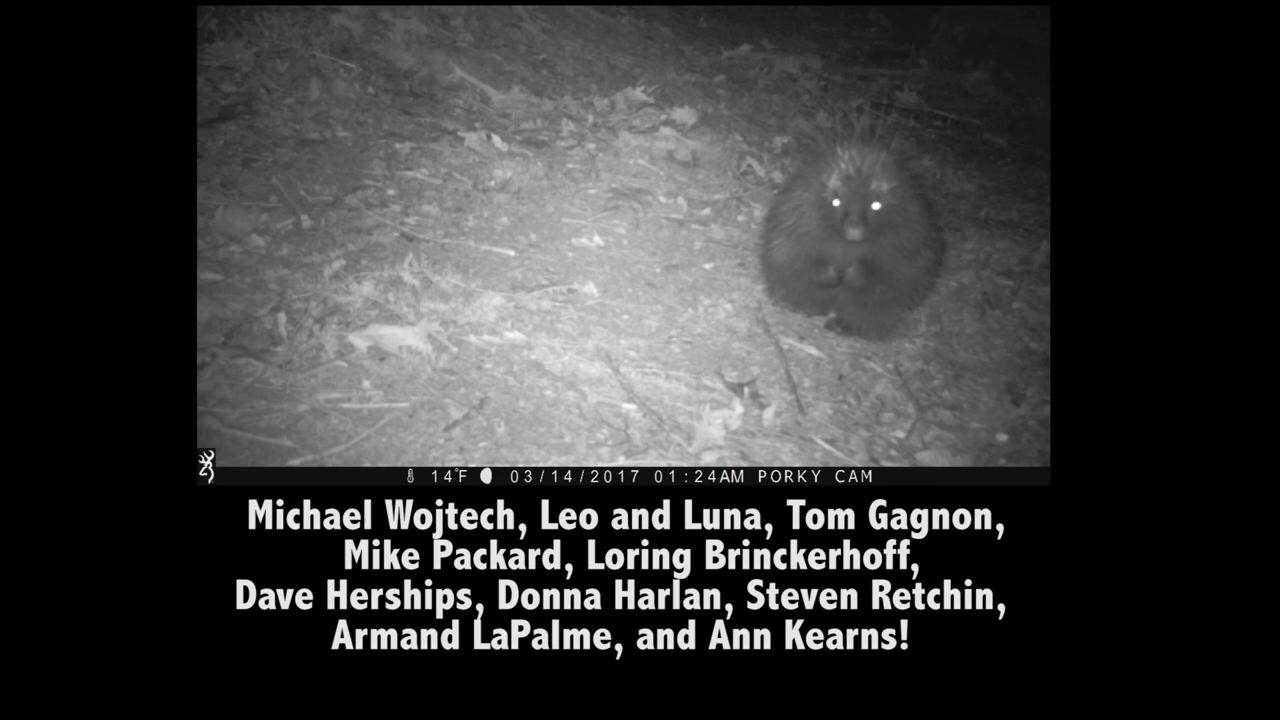 14°F 03/14/2017 01:24AM PORKY CAM
Michael Wojtech, Leo and Luna, Tom Gagnon,
Mike Packard, Loring Brinckerhoff,
Dave Herships, Donna Harlan, Steven Retchin,
Armand LaPalme, and Ann Kearns!